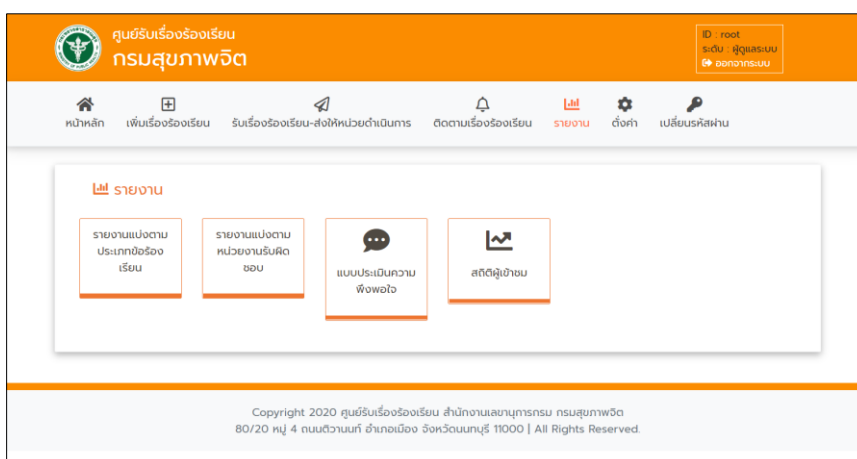 ศูนย์รับเรื่องร้องเรียน
กรมสุขภาพจิต
ID : root
ระดับ : ผู้ดูแลระบบ
ออกจากระบบ
หน้าหลัก
เพิ่มเรื่องร้องเรียน
รับเรื่องร้องเรียน-ส่งให้หน่วยดำเนินการ
ติดตามเรื่องร้องเรียน
รายงาน
ตั้งค่า
เปลี่ยนรหัสผ่าน
รายงาน
รายงานแบ่งตาม
ประเภทข้อร้อง
เรียน
รายงานแบ่งตาม
หน่วยงานรับผิด
ชอบ
แบบประเมินความ
พึงพอใจ
สถิติผู้เข้าชม
Copyright 2020 ศูนย์รับเรื่องร้องเรียน สำนักงานเลขานุการกรม กรมสุขภาพจิต
80/20 หมู่ 4 ถนนติวานนท์ อำเภอเมือง จังหวัดนนทบุรี 11000 | All Rights Reserved.